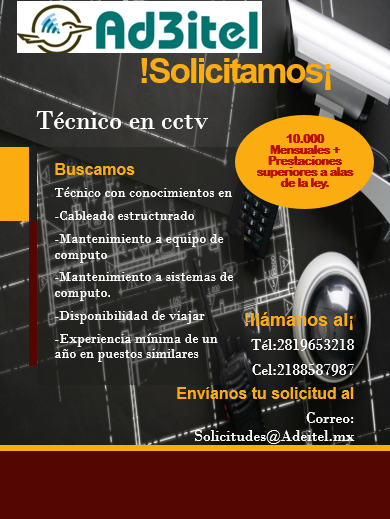 Ad3itel
!Solicitamos¡
Técnico en cctv
10.000
Mensuales +
Prestaciones
superiores a alas
de la ley.
Buscamos
Técnico con conocimientos en
-Cableado estructurado
-Mantenimiento a equipo de
computo
-Mantenimiento a sistemas de
computo.
-Disponibilidad de viajar
-Experiencia mínima de un
año en puestos similares
!llámanos al¡
Tél:2819653218
Cel:2188587987
Envíanos tu solicitud al
Correo:
Solicitudes@Adeitel.mx